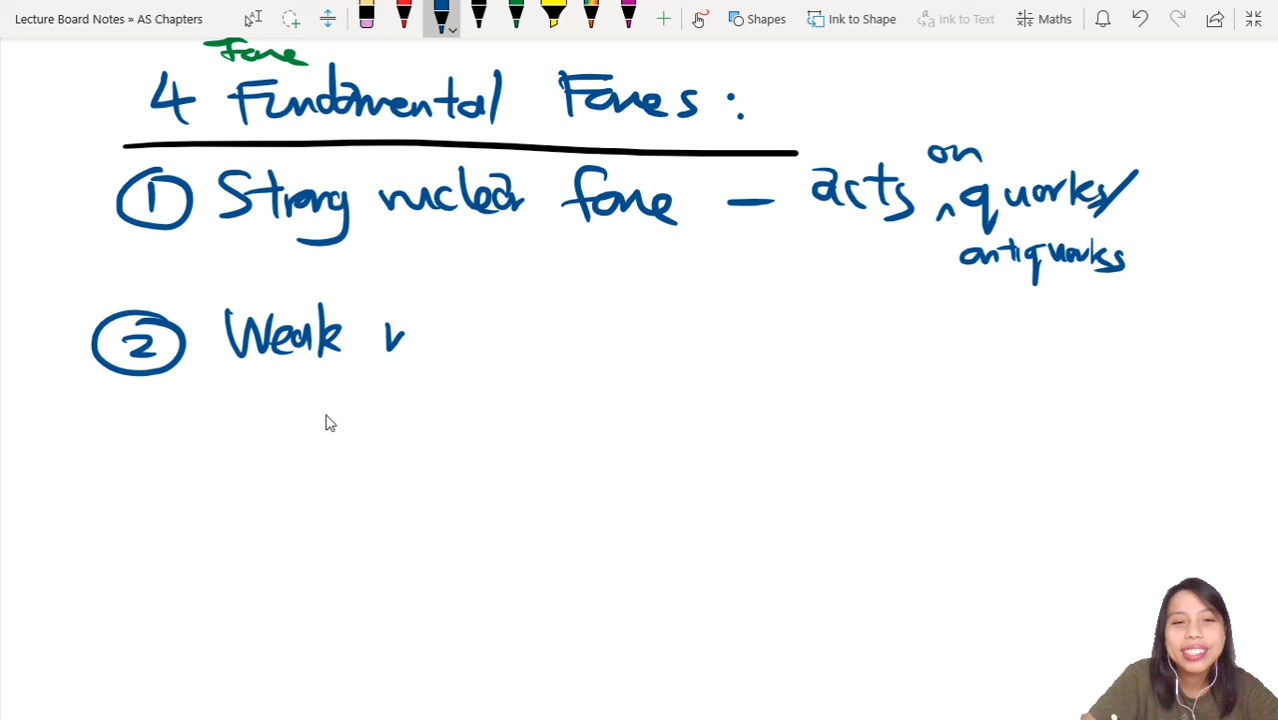 Lecture Board Notes » AS Chapters
Shapes
Ink to Shape
Ink to Text
Maths
Force
4 Fundamental Forces :
① Strong nuclear force — acts on quarks/
antiquarks
② Weak